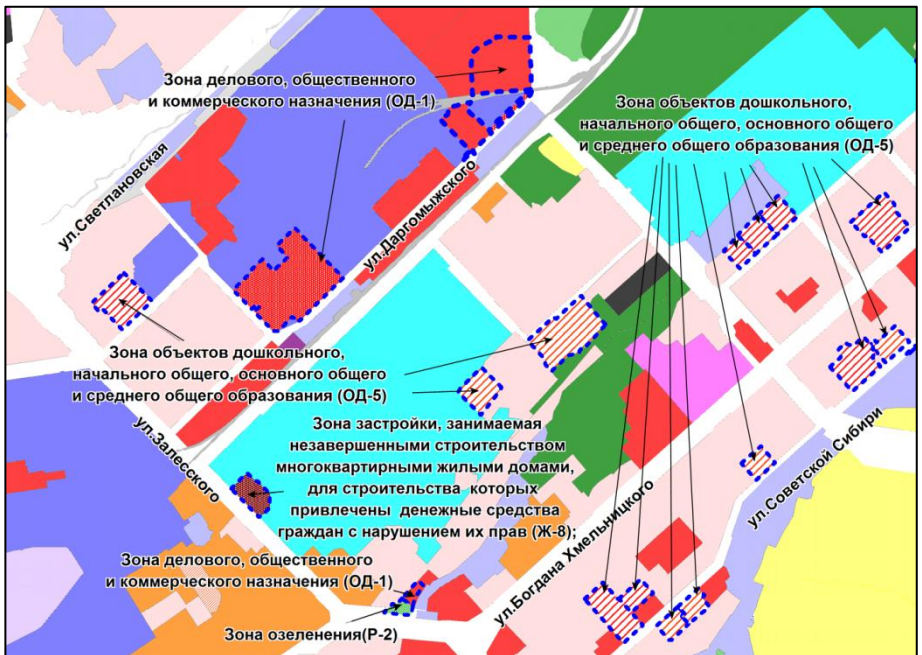 Зона делового, общественного
и коммерческого назначения (ОД-1)
Зона объектов дошкольного,
начального общего, основного общего
и среднего общего образования (ОД-5)
ул.Светлановская
ул.Даргомыжского
Зона объектов дошкольного,
начального общего, основного общего
и среднего общего образования (ОД-5)
ул.Залесского
Зона застройки, занимаемая
незавершенными строительством
многоквартирными жилыми домами,
для строительства которых
привлечены денежные средства
граждан с нарушением их прав (Ж-8);
ул.Советской Сибири
ул.Богдана Хмельницкого
Зона делового, общественного
и коммерческого назначения (ОД-1)
Зона озеленения(Р-2)